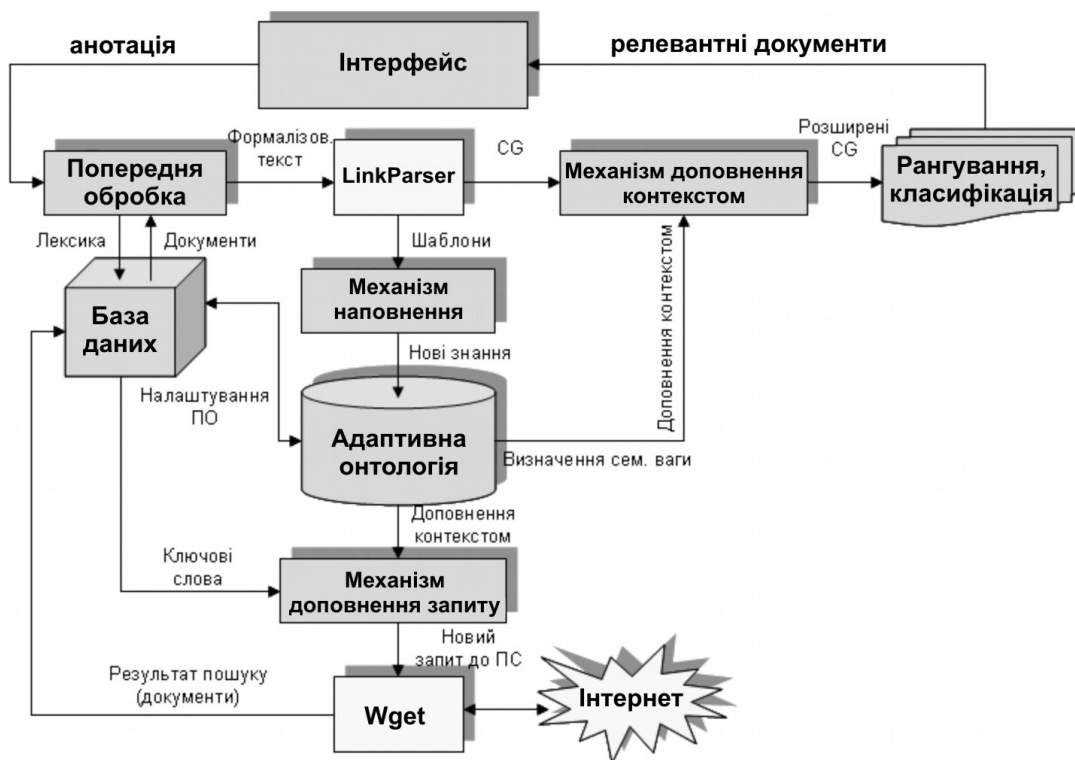 анотація
релевантні документи
Інтерфейс
Формалізов.
текст
CG
Розширені
CG
Попередня
обробка
LinkParser
Механізм доповнення
контекстом
Рангування,
класифікація
Лексика
Документи
Шаблони
База
даних
Механізм
наповнення
Доповнення контекстом
Нові знання
Налаштування
ПО
Адаптивна
онтологія
Визначення сем. ваги
Доповнення
контекстом
Ключові
слова
Механізм
доповнення запиту
Новий
запит до ПС
Результат пошуку
(документи)
Wget
Інтернет